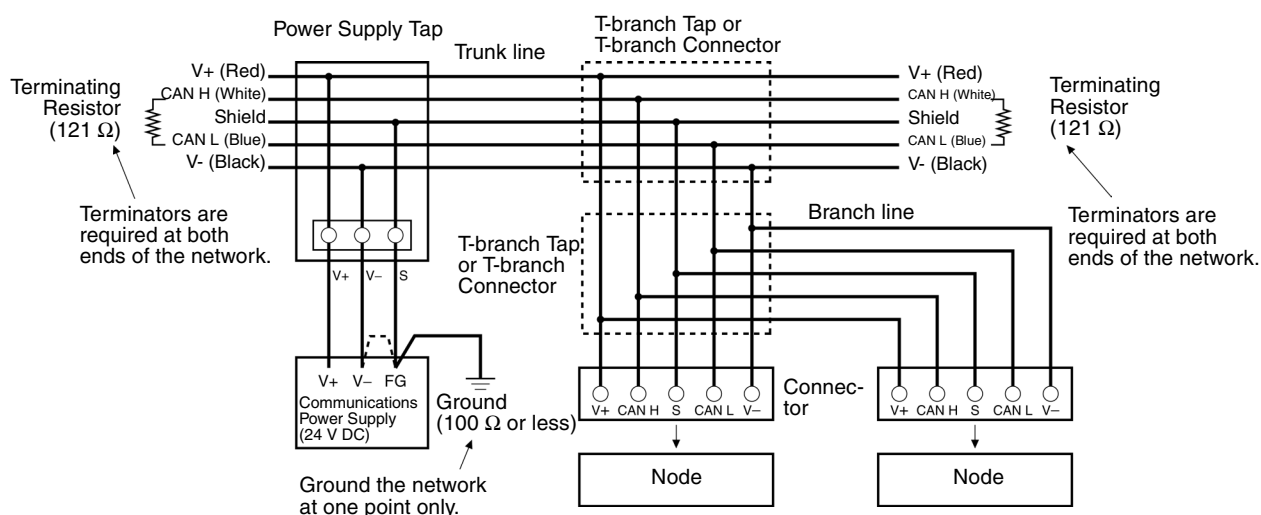 Power Supply Tap
Trunk line
T-branch Tap or
T-branch Connector
Terminating
Resistor
(121 Ω)
V+ (Red)
CAN H (White)
Shield
CAN L (Blue)
V- (Black)
V+ (Red)
CAN H (White)
Shield
CAN L (Blue)
V- (Black)
Terminating
Resistor
(121 Ω)
Terminators are
required at both
ends of the network.
T-branch Tap
or T-branch
Connector
Branch line
Terminators are
required at both
ends of the network.
V+ V− S
V+ V− FG
Communications
Power Supply
(24 V DC)
Ground
(100 Ω or less)
Ground the network
at one point only.
V+ CAN H S CAN L V−
Connec-
tor
V+ CAN H S CAN L V−
Node
Node